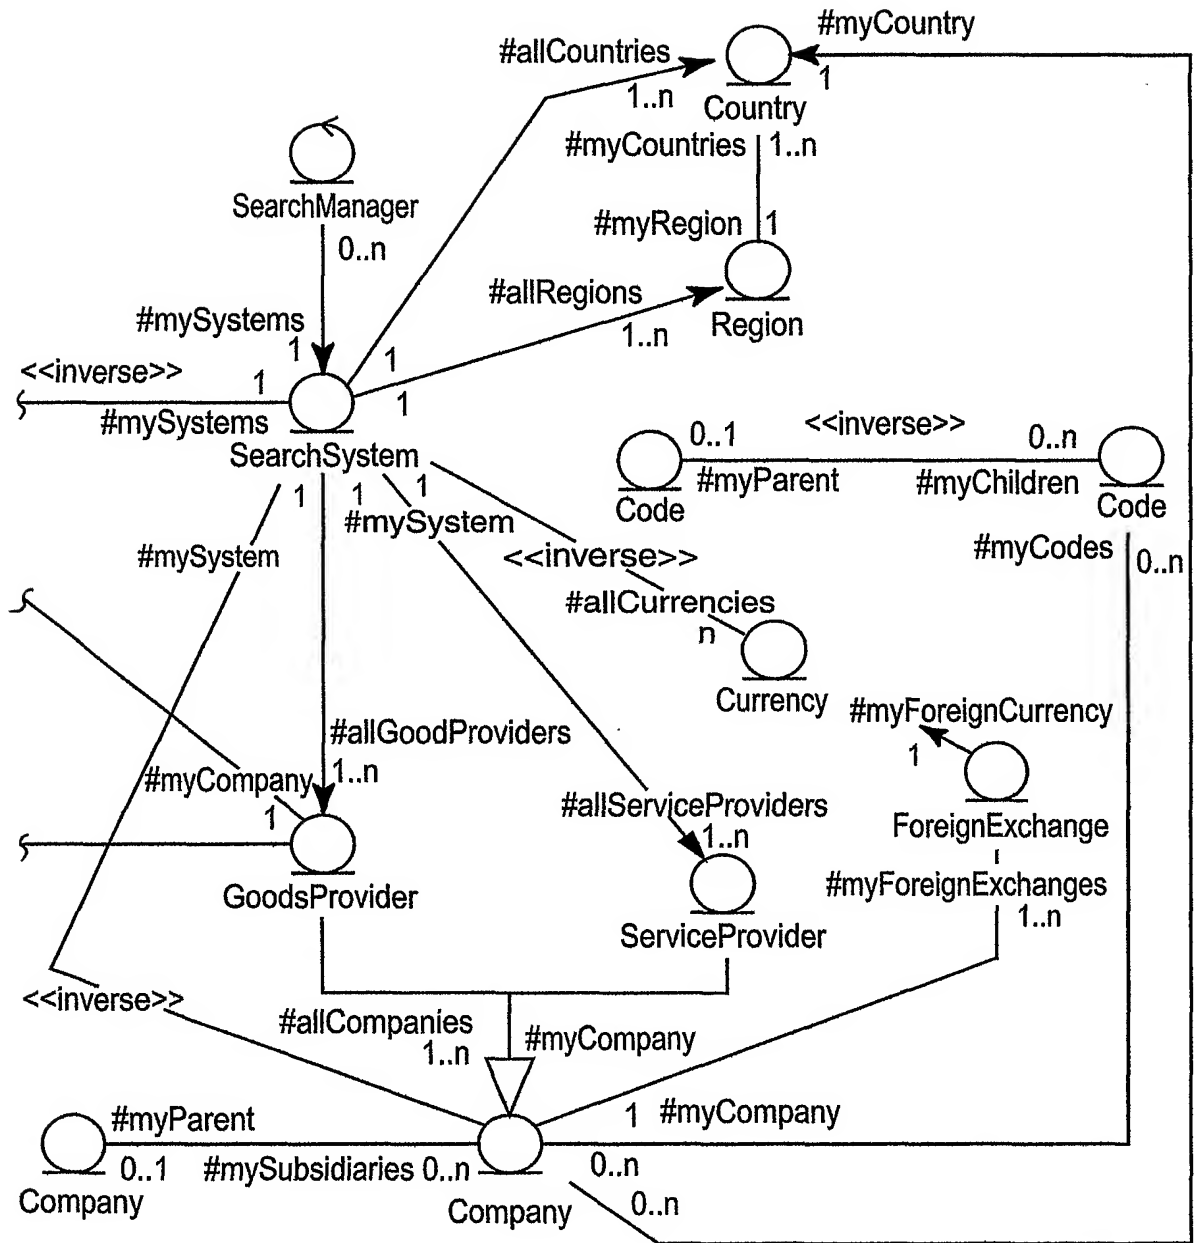 #myCountry
#allCountries
1
1..n
Country
#myCountries 1..n
SearchManager
0..n
#myRegion 1
#allRegions
1..n
Region
#mySystems
1
1
<<inverse>>
1
1
#mySystems
SearchSystem
0..1 <<inverse>> 0..n
#myParent #myChildren
Code
Code
1 1 1
#mySystem
#mySystem
#myCodes 0..n
<<inverse>>
#allCurrencies
n
Currency
#myForeignCurrency
1
#allGoodProviders
#myCompany 1..n
1
#allServiceProviders
1..n
ForeignExchange
#myForeignExchanges
1..n
GoodsProvider
ServiceProvider
<<inverse>>
#allCompanies
1..n
#myCompany
#myParent
1 #myCompany
0..1 #mySubsidiaries 0..n
0..n
Company
Company
0..n